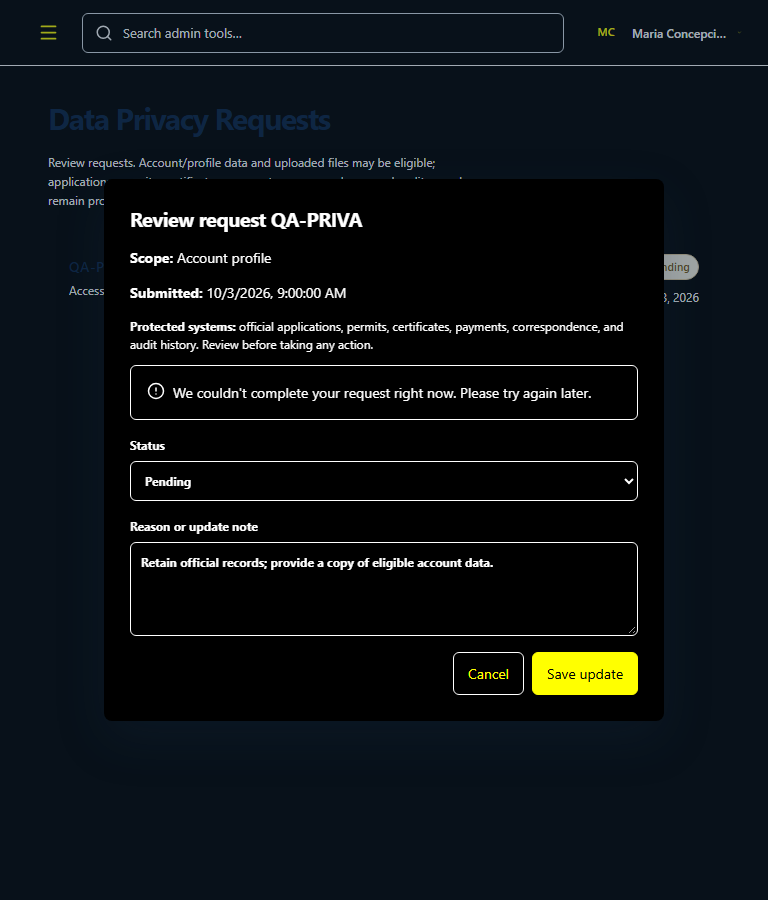 Search admin tools...
MC
Maria Concepci...
Data Privacy Requests
Review requests. Account/profile data and uploaded files may be eligible;
remain
QA-P
Access
nding
3, 2026
Review request QA-PRIVA
Scope: Account profile
Submitted: 10/3/2026, 9:00:00 AM
Protected systems: official applications, permits, certificates, payments, correspondence, and
audit history. Review before taking any action.
We couldn't complete your request right now. Please try again later.
Status
Pending
Reason or update note
Retain official records; provide a copy of eligible account data.
Cancel
Save update